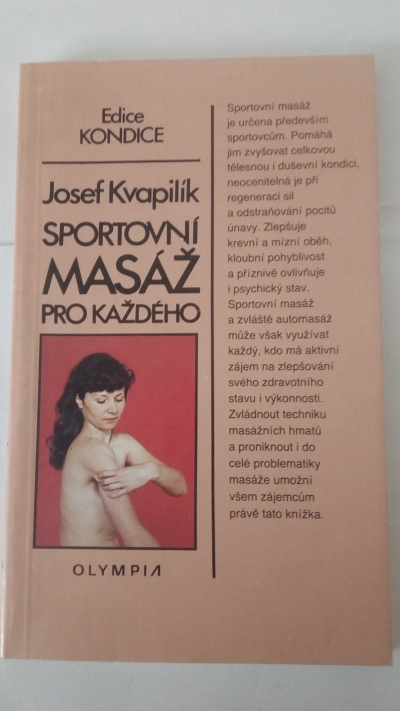 Edice
KONDICE
Josef Kvapilík
SPORTOVNÍ
MASÁŽ
PRO KAŽDÉHO
OLYMPIA
Sportovní masáž
je určena především
sportovcům. Pomáhá
jim zvyšovat celkovou
tělesnou i duševní kondici,
neocenitelná je při
regeneraci sil
a odstraňování pocitů
únavy. Zlepšuje
krevní a mízní oběh,
kloubní pohyblivost
a příznivě ovlivňuje
i psychický stav.
Sportovní masáž
a zvláště automasáž
může však využívat
každý, kdo má aktivní
zájem na zlepšování
svého zdravotního
stavu i výkonnosti.
Zvládnout techniku
masážních hmatů
a proniknout i do
celé problematiky
masáže umožní
všem zájemcům
právě tato knížka.